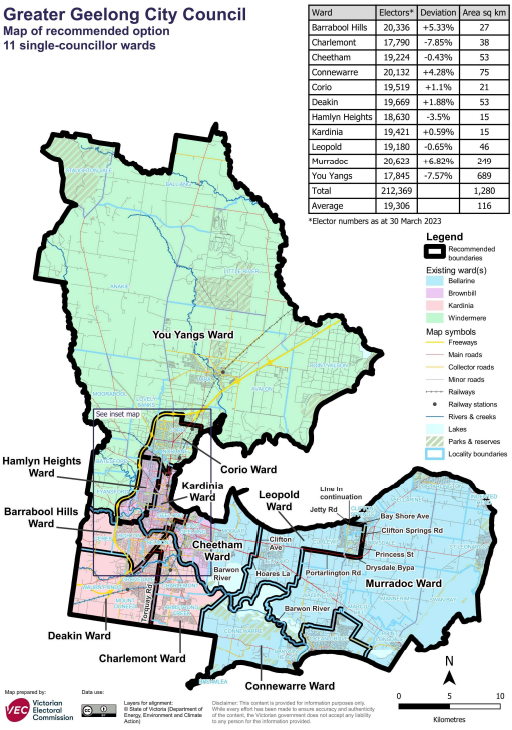 Greater Geelong City Council
Map of recommended option
11 single-councillor wards
Ward Electors* Deviation Area sq km
Barrabool Hills 20,336 +5.33% 27
Charlemont 17,790 -7.85% 38
Cheetham 19,224 -0.43% 53
Connewarre 20,132 +4.28% 75
Corio 19,519 +1.1% 21
Deakin 19,669 +1.88% 53
Hamlyn Heights 18,630 -3.5% 15
Kardinia 19,421 +0.59% 15
Leopold 19,180 -0.65% 46
Murradoc 20,623 +6.82% 249
You Yangs 17,845 -7.57% 689
Total 212,369 1,280
Average 19,306 116
*Elector numbers as at 30 March 2023
Legend
Recommended
boundaries
Existing ward(s)
Bellarine
Brownbill
Kardinia
Windermere
Map symbols
Freeways
Main roads
Collector roads
Minor roads
Railways
Railway stations
Rivers & creeks
Lakes
Parks & reserves
Locality boundaries
You Yangs Ward
See inset map
Hamlyn Heights
Ward
Corio Ward
Kardinia
Ward
Barrabool Hills
Ward
Leopold
Ward
Line in
continuation
Jetty Rd
Bay Shore Av
Clifton Springs Rd
Clifton
Ave
Cheetham
Ward
Princess St
Drysdale Bypa
Barwon
River
Hoares La
Portarlington Rd
Murradoc Ward
Torquay Rd
Barwon River
Deakin Ward
Charlemont Ward
Connewarre Ward
N
0 5 10
Kilometres
Map prepared by:
VEC
Victorian
Electoral
Commission
Data use:
cc
BY
Layers for alignment:
© State of Victoria (Department of
Energy, Environment and Climate
Action)
Disclaimer: This content is provided for information purposes only.
While every effort has been made to ensure accuracy and authenticity
of the content, the Victorian government does not accept any liability
to any person for the information provided.